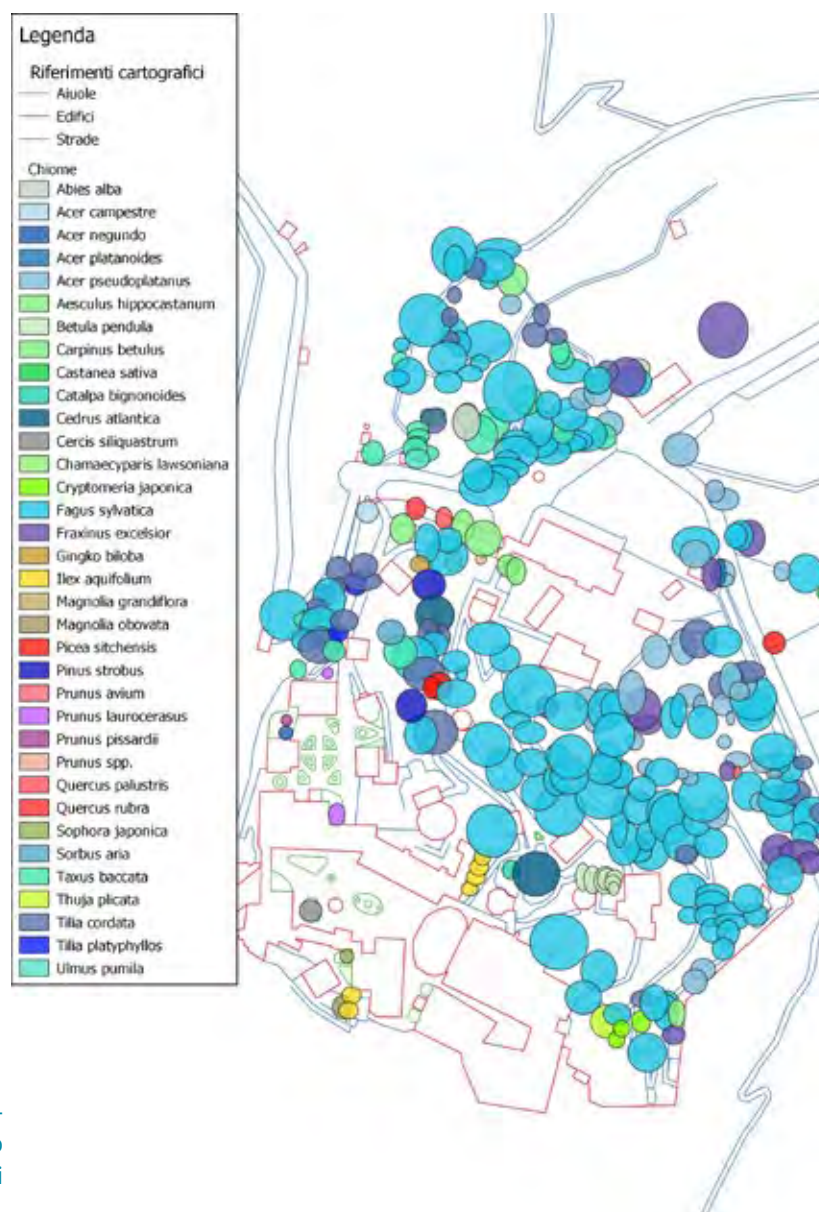 Legenda
Riferimenti cartografici
Aiuole
Edifici
Strade
Chiome
Abies alba
Acer campestre
Acer negundo
Acer platanoides
Acer pseudoplatanus
Aesculus hippocastanum
Betula pendula
Carpinus betulus
Castanea sativa
Catalpa bignonoides
Cedrus atlantica
Cercis siliquastrum
Chamaecyparis lawsoniana
Cryptomeria japonica
Fagus sylvatica
Fraxinus excelsior
Gingko biloba
Ilex aquifolium
Magnolia grandiflora
Magnolia obovata
Picea sitchensis
Pinus strobus
Prunus avium
Prunus laurocerasus
Prunus pissardii
Prunus spp.
Quercus palustris
Quercus rubra
Sophora japonica
Sorbus aria
Taxus baccata
Thuja plicata
Tilia cordata
Tilia platyphyllos
Ulmus pumila